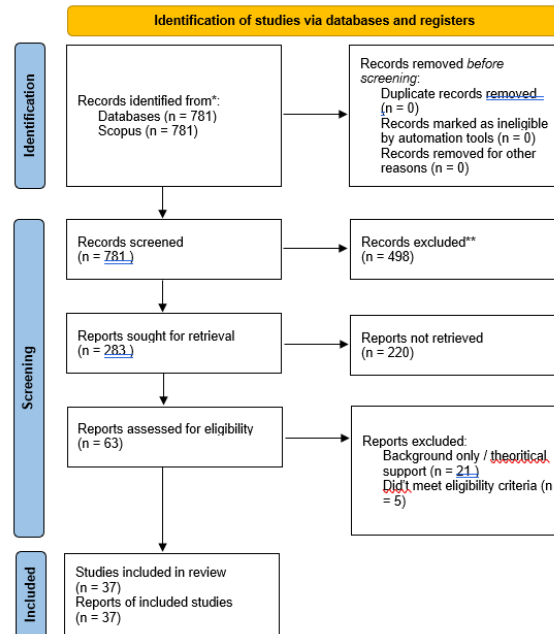 Identification of studies via databases and registers
Identification
Records identified from*:
Databases (n = 781)
Scopus (n = 781)
Records removed before
screening:
Duplicate records removed
(n = 0)
Records marked as ineligible
by automation tools (n = 0)
Records removed for other
reasons (n = 0)
Screening
Records screened
(n = 781 )
Records excluded**
(n = 498)
Reports sought for retrieval
(n = 283 )
Reports not retrieved
(n = 220)
Reports assessed for eligibility
(n = 63)
Reports excluded:
Background only / theoritical
support (n = 21 )
Did't meet eligibility criteria (n
= 5)
Included
Studies included in review
(n = 37)
Reports of included studies
(n = 37)